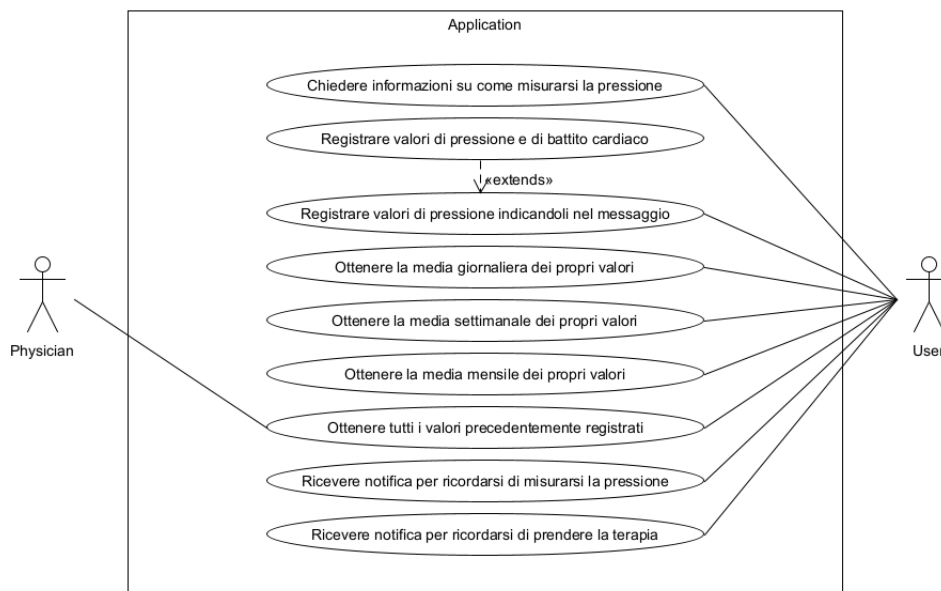 Application
Chiedere informazioni su come misurarsi la pressione
Registrare valori di pressione e di battito cardiaco
«extends»
Registrare valori di pressione indicandoli nel messaggio
Ottenere la media giornaliera dei propri valori
Ottenere la media settimanale dei propri valori
Physician
User
Ottenere la media mensile dei propri valori
Ottenere tutti i valori precedentemente registrati
Ricevere notifica per ricordarsi di misurarsi la pressione
Ricevere notifica per ricordarsi di prendere la terapia